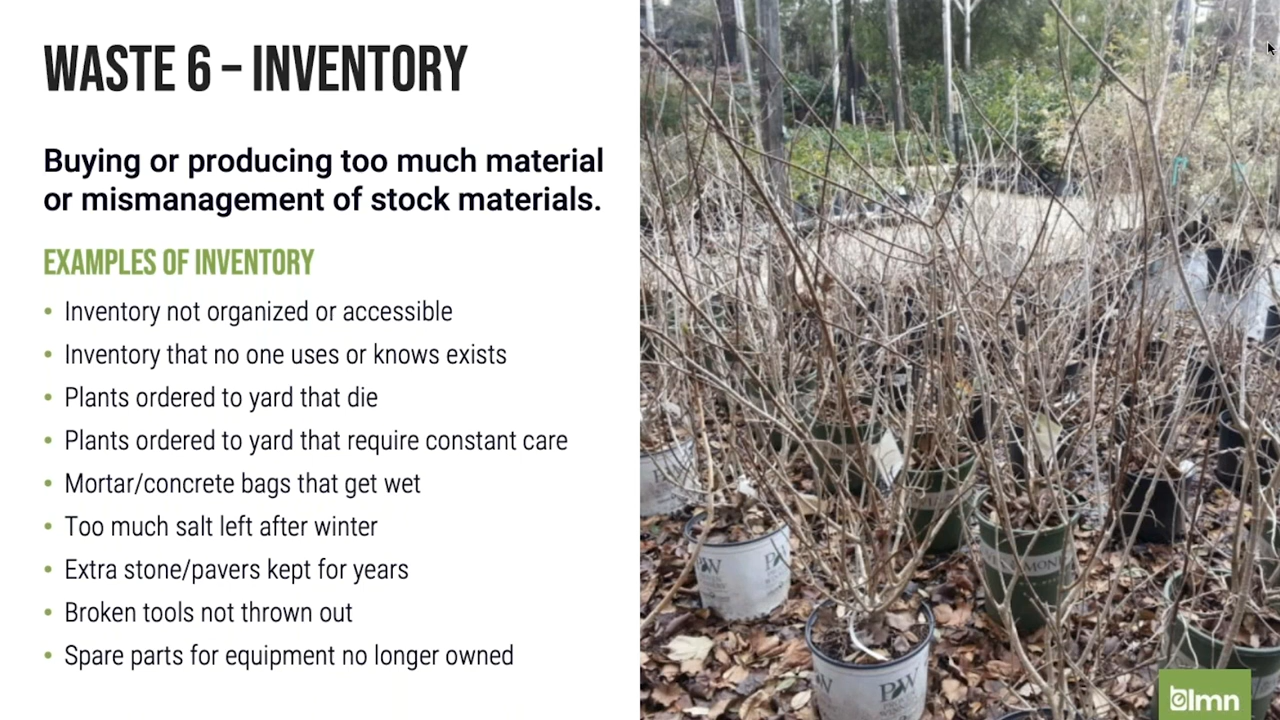 WASTE 6 – INVENTORY
Buying or producing too much material
or mismanagement of stock materials.
EXAMPLES OF INVENTORY
• Inventory not organized or accessible
• Inventory that no one uses or knows exists
• Plants ordered to yard that die
• Plants ordered to yard that require constant care
• Mortar/concrete bags that get wet
• Too much salt left after winter
• Extra stone/pavers kept for years
• Broken tools not thrown out
• Spare parts for equipment no longer owned
PW
PW
lmn